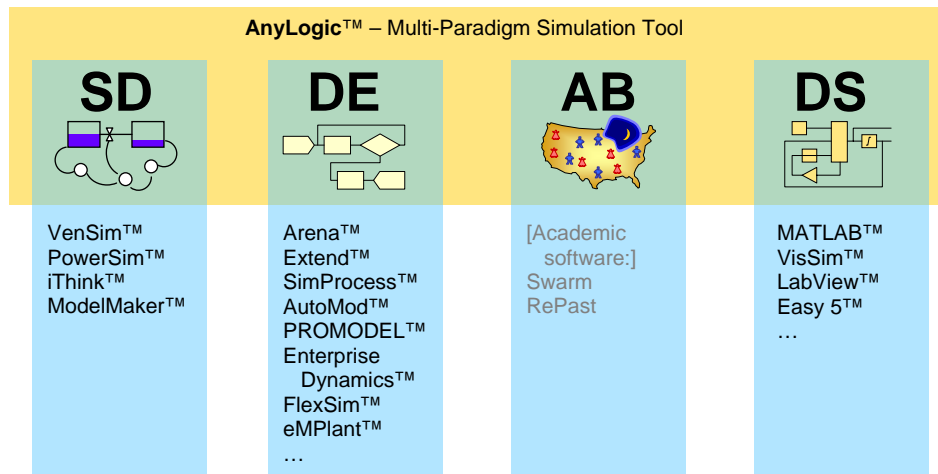 AnyLogic™ – Multi-Paradigm Simulation Tool
SD
VenSim™
PowerSim™
iThink™
ModelMaker™
DE
Arena™
Extend™
SimProcess™
AutoMod™
PROMODEL™
Enterprise
Dynamics™
FlexSim™
eMPlant™
…
AB
[Academic
software:]
Swarm
RePast
DS
∫
MATLAB™
VisSim™
LabView™
Easy 5™
…